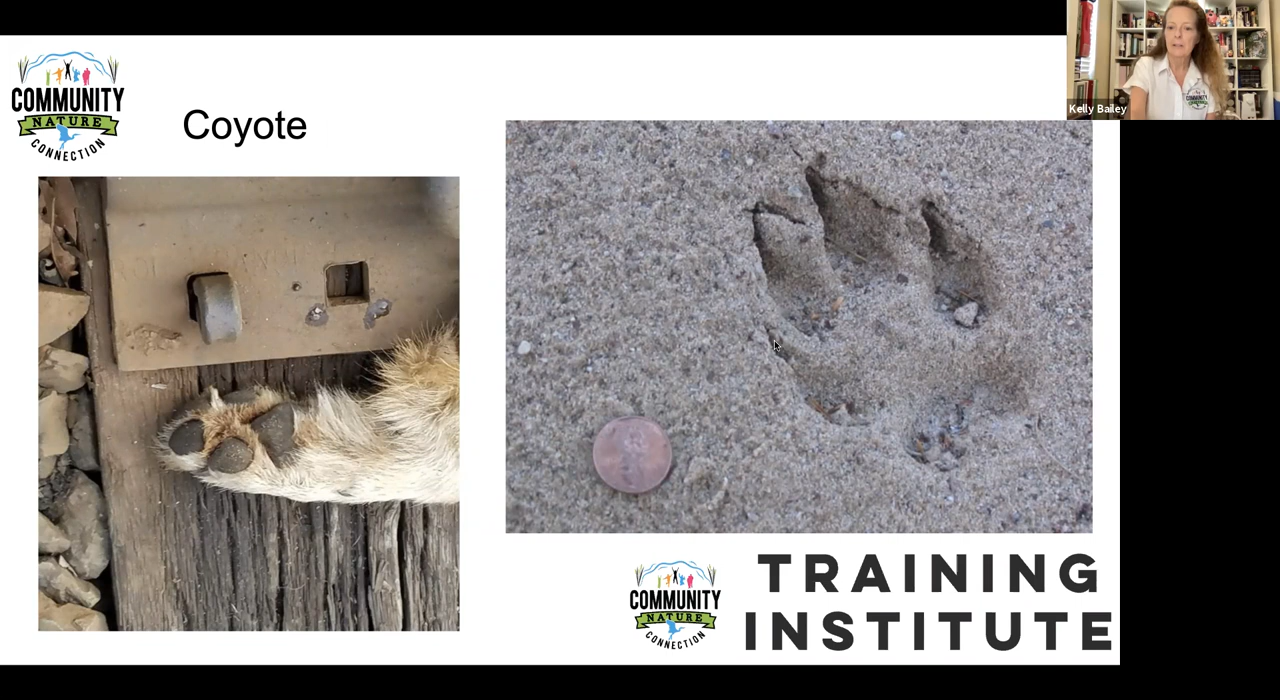 COMMUNITY
NATURE
CONNECTION
Coyote
Kelly Bailey
COMMUNITY
NATURE
CONNECTION
TRAINING
INSTITUTE